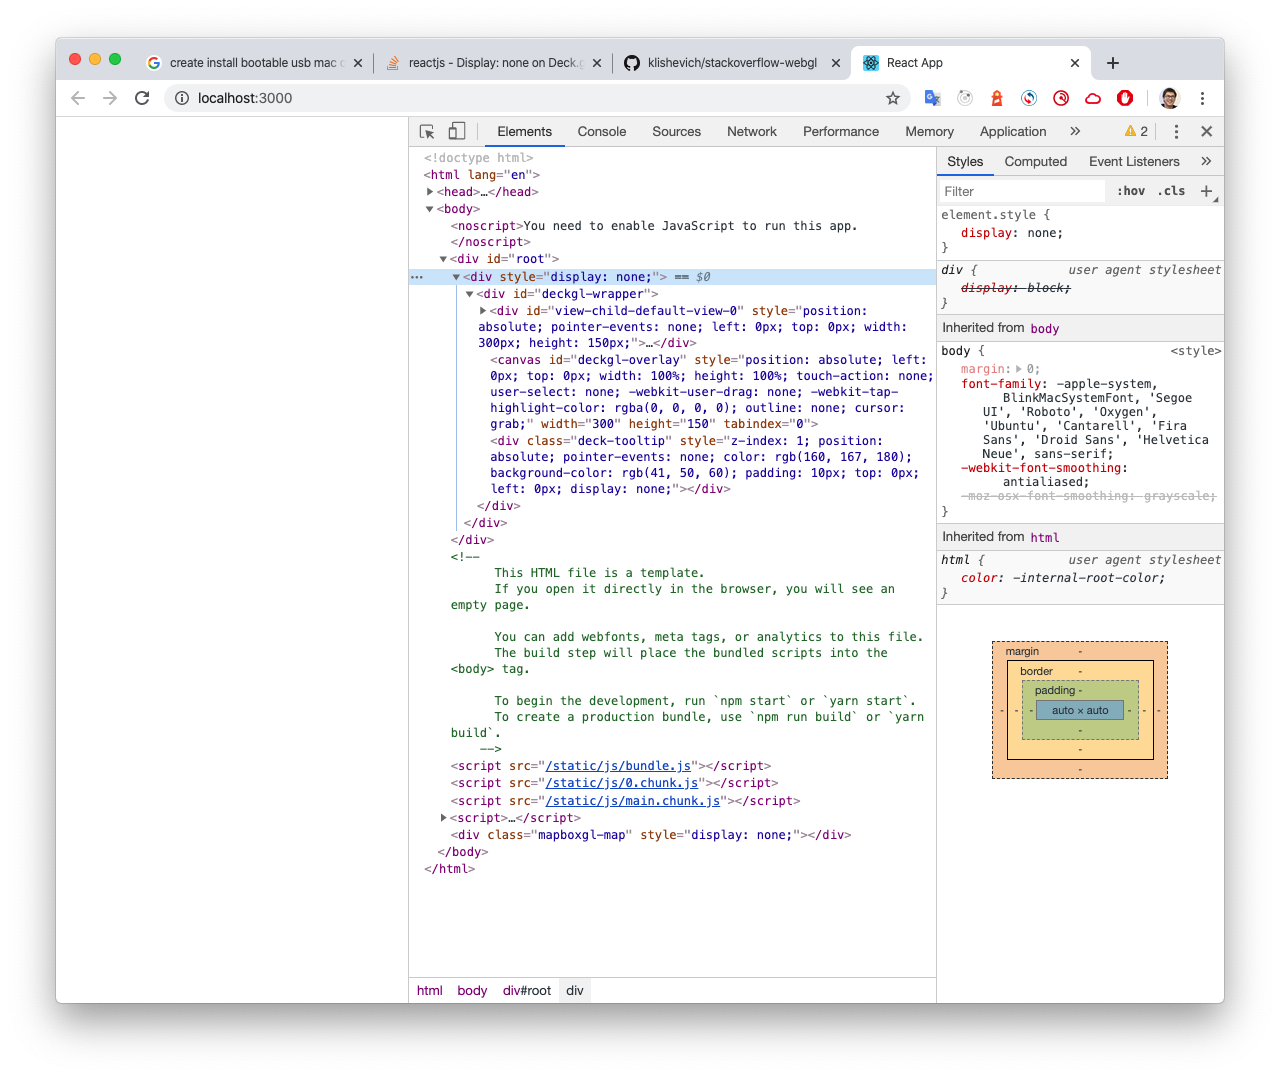 create install bootable usb mac
reactjs - Display: none on Deck.g
klishevich/stackoverflow-webgl
React App
localhost:3000
Elements
Console
Sources
Network
Performance
Memory
Application
2
<!doctype html>
<html lang="en">
<head>…</head>
<body>
<noscript>You need to enable JavaScript to run this app.
</noscript>
<div id="root">
<div style="display: none;"> == $0
<div id="deckgl-wrapper">
<div id="view-child-default-view-0" style="position:
absolute; pointer-events: none; left: 0px; top: 0px; width:
300px; height: 150px;">…</div>
<canvas id="deckgl-overlay" style="position: absolute; left:
0px; top: 0px; width: 100%; height: 100%; touch-action: none;
user-select: none; -webkit-user-drag: none; -webkit-tap-
highlight-color: rgba(0, 0, 0, 0); outline: none; cursor:
grab;" width="300" height="150" tabindex="0">
<div class="deck-tooltip" style="z-index: 1; position:
absolute; pointer-events: none; color: rgb(160, 167, 180);
background-color: rgb(41, 50, 60); padding: 10px; top: 0px;
left: 0px; display: none;"></div>
</div>
</div>
</div>
<!--
This HTML file is a template.
If you open it directly in the browser, you will see an
empty page.
You can add webfonts, meta tags, or analytics to this file.
The build step will place the bundled scripts into the
<body> tag.
To begin the development, run `npm start` or `yarn start`.
To create a production bundle, use `npm run build` or `yarn
build`.
-->
<script src="/static/js/bundle.js"></script>
<script src="/static/js/0.chunk.js"></script>
<script src="/static/js/main.chunk.js"></script>
<script>…</script>
<div class="mapboxgl-map" style="display: none;"></div>
</body>
</html>
html body div#root div
Styles
Computed
Event Listeners
Filter
:hov .cls
element.style {
display: none;
}
div { user agent stylesheet
display: block;
}
Inherited from body
body { <style>
margin: 0;
font-family: -apple-system,
BlinkMacSystemFont, 'Segoe
UI', 'Roboto', 'Oxygen',
'Ubuntu', 'Cantarell', 'Fira
Sans', 'Droid Sans', 'Helvetica
Neue', sans-serif;
-webkit-font-smoothing:
antialiased;
-moz-osx-font-smoothing: grayscale;
}
Inherited from html
html { user agent stylesheet
color: -internal-root-color;
}
margin -
border -
padding -
- - - auto × auto - - -
-
-
-